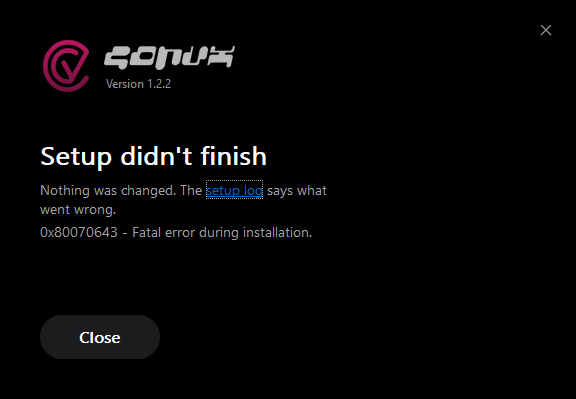 Version 1.2.2
Setup didn't finish
Nothing was changed. The setup log says what
went wrong.
0x80070643 - Fatal error during installation.
Close